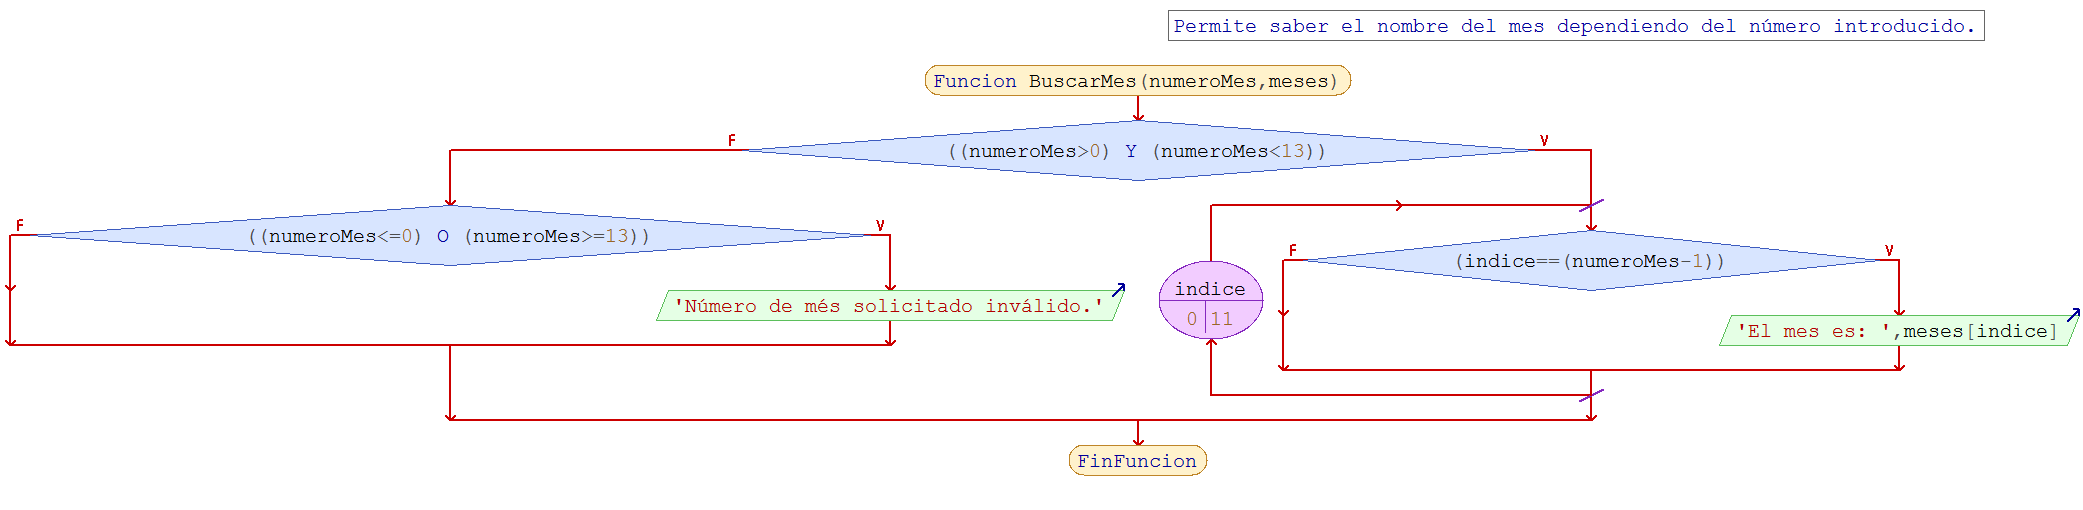 Permite saber el nombre del mes dependiendo del número introducido.
Funcion BuscarMes(numeroMes,meses)
F
V
((numeroMes>0) Y (numeroMes<13))
F
V
((numeroMes<=0) O (numeroMes>=13))
F
V
(indice==(numeroMes-1))
indice
0 11
'Número de més solicitado inválido.'
'El mes es: ',meses[indice]
FinFuncion